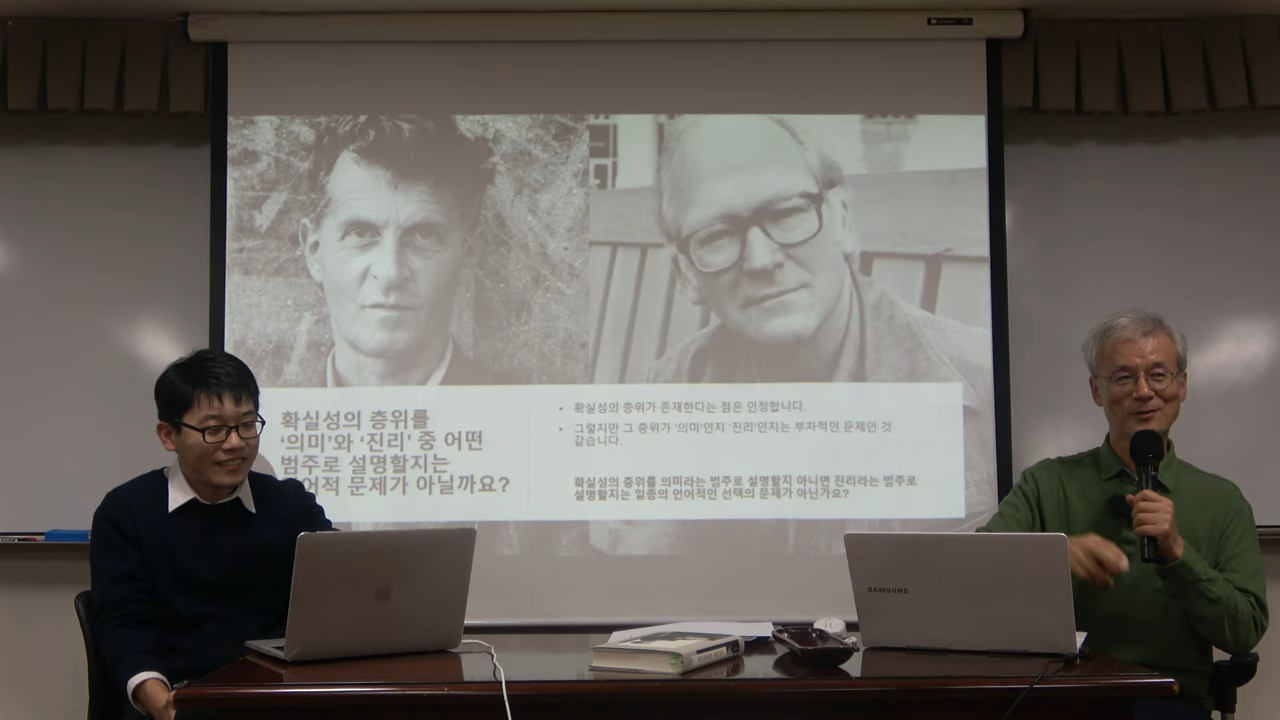 확실성의 층위를
‘의미’와 ‘진리’ 중 어떤
범주로 설명할지는
문제가 아닐까요?
• 확실성의 층위가 존재한다는 점은 인정합니다.
• 그렇지만 그 층위가 ‘의미’인지 ‘진리’인지는 부차적인 문제인 것
같습니다.
확실성의 층위를 의미라는 범주로 설명할지 아니면 진리라는 범주로
설명할지는 일종의 언어적인 선택의 문제가 아닌가요?
SAMSUNG